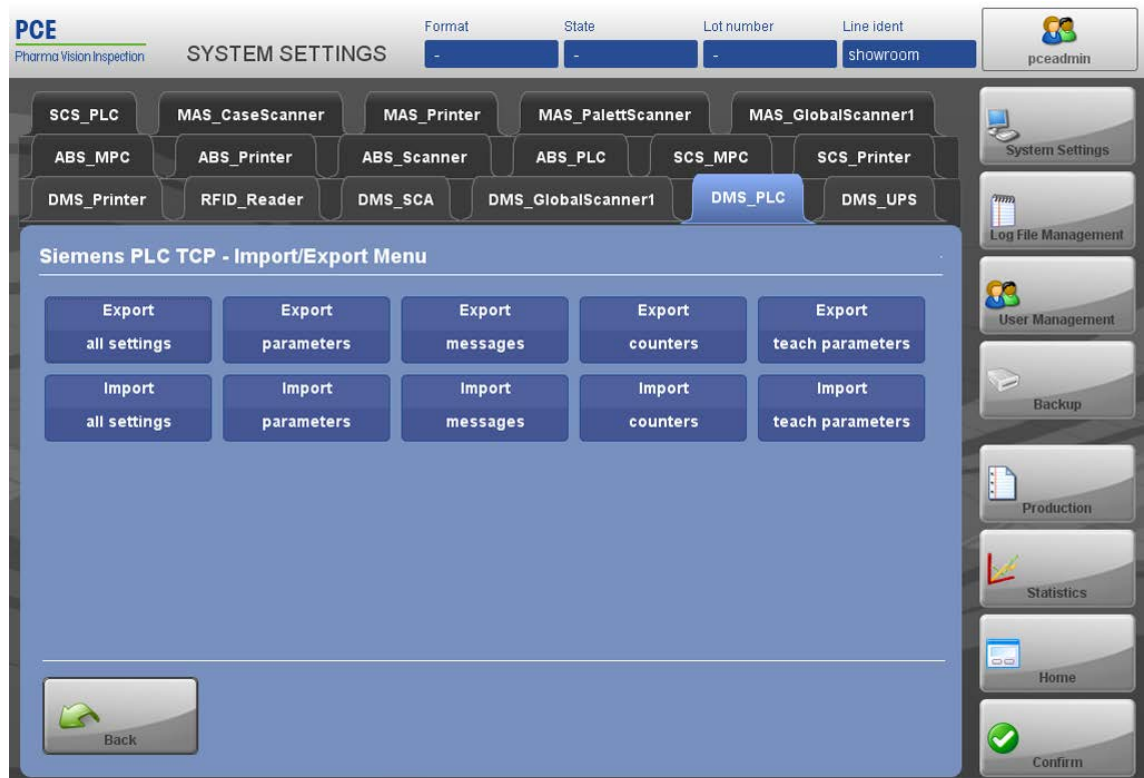 PCE
Pharma Vision Inspection
SYSTEM SETTINGS
Format
State
Lot number
Line ident
-
-
-
showroom
pceadmin
SCS_PLC
MAS_CaseScanner
MAS_Printer
MAS_PalettScanner
MAS_GlobalScanner1
ABS_MPC
ABS_Printer
ABS_Scanner
ABS_PLC
SCS_MPC
SCS_Printer
DMS_Printer
RFID_Reader
DMS_SCA
DMS_GlobalScanner1
DMS_PLC
DMS_UPS
Siemens PLC TCP - Import/Export Menu
Export
all settings
Export
parameters
Export
messages
Export
counters
Export
teach parameters
Import
all settings
Import
parameters
Import
messages
Import
counters
Import
teach parameters
Back
System Settings
Log File Management
User Management
Backup
Production
Statistics
Home
Confirm